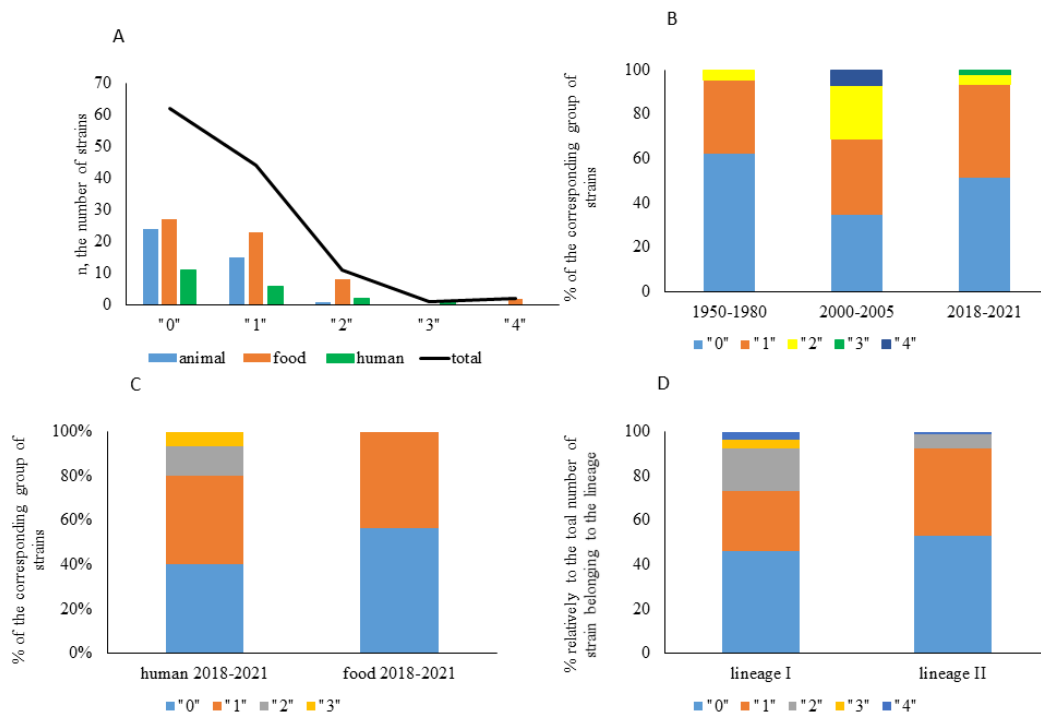 A
n, the number of strains
70
60
50
40
30
20
10
0
"0" "1" "2" "3" "4"
animal food human total
B
% of the corresponding group of
strains
100
80
60
40
20
0
1950-1980 2000-2005 2018-2021
"0" "1" "2" "3" "4"
C
% of the corresponding group of
strains
100%
80%
60%
40%
20%
0%
human 2018-2021 food 2018-2021
"0" "1" "2" "3"
D
% relatively to the toal number of
strain belonging to the lineage
100
80
60
40
20
0
lineage I lineage II
"0" "1" "2" "3" "4"